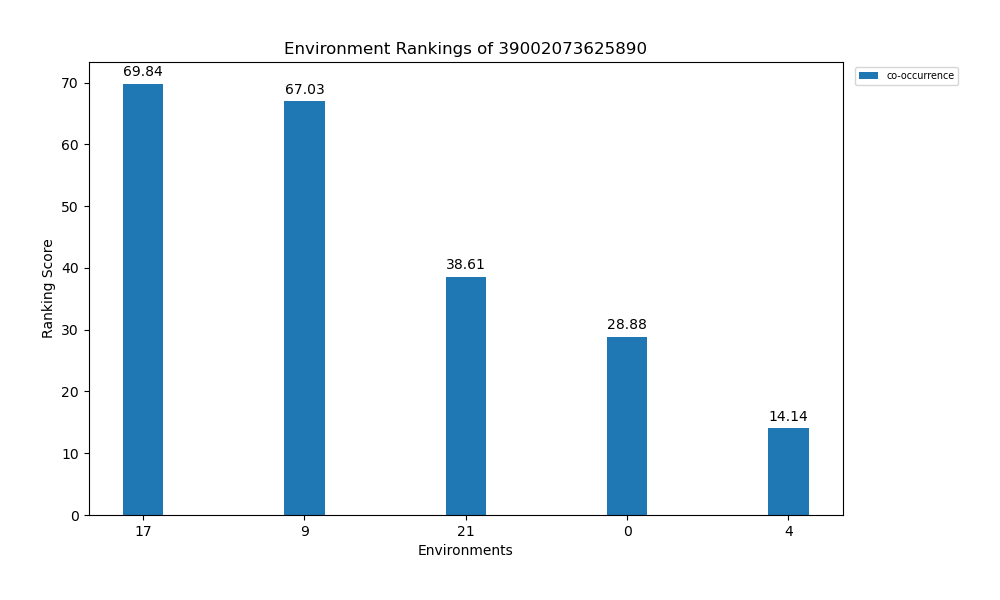 Environment Rankings of 39002073625890
co-occurrence
69.84
67.03
38.61
28.88
14.14
70
60
50
40
30
20
10
0
Ranking Score
17 9 21 0 4
Environments